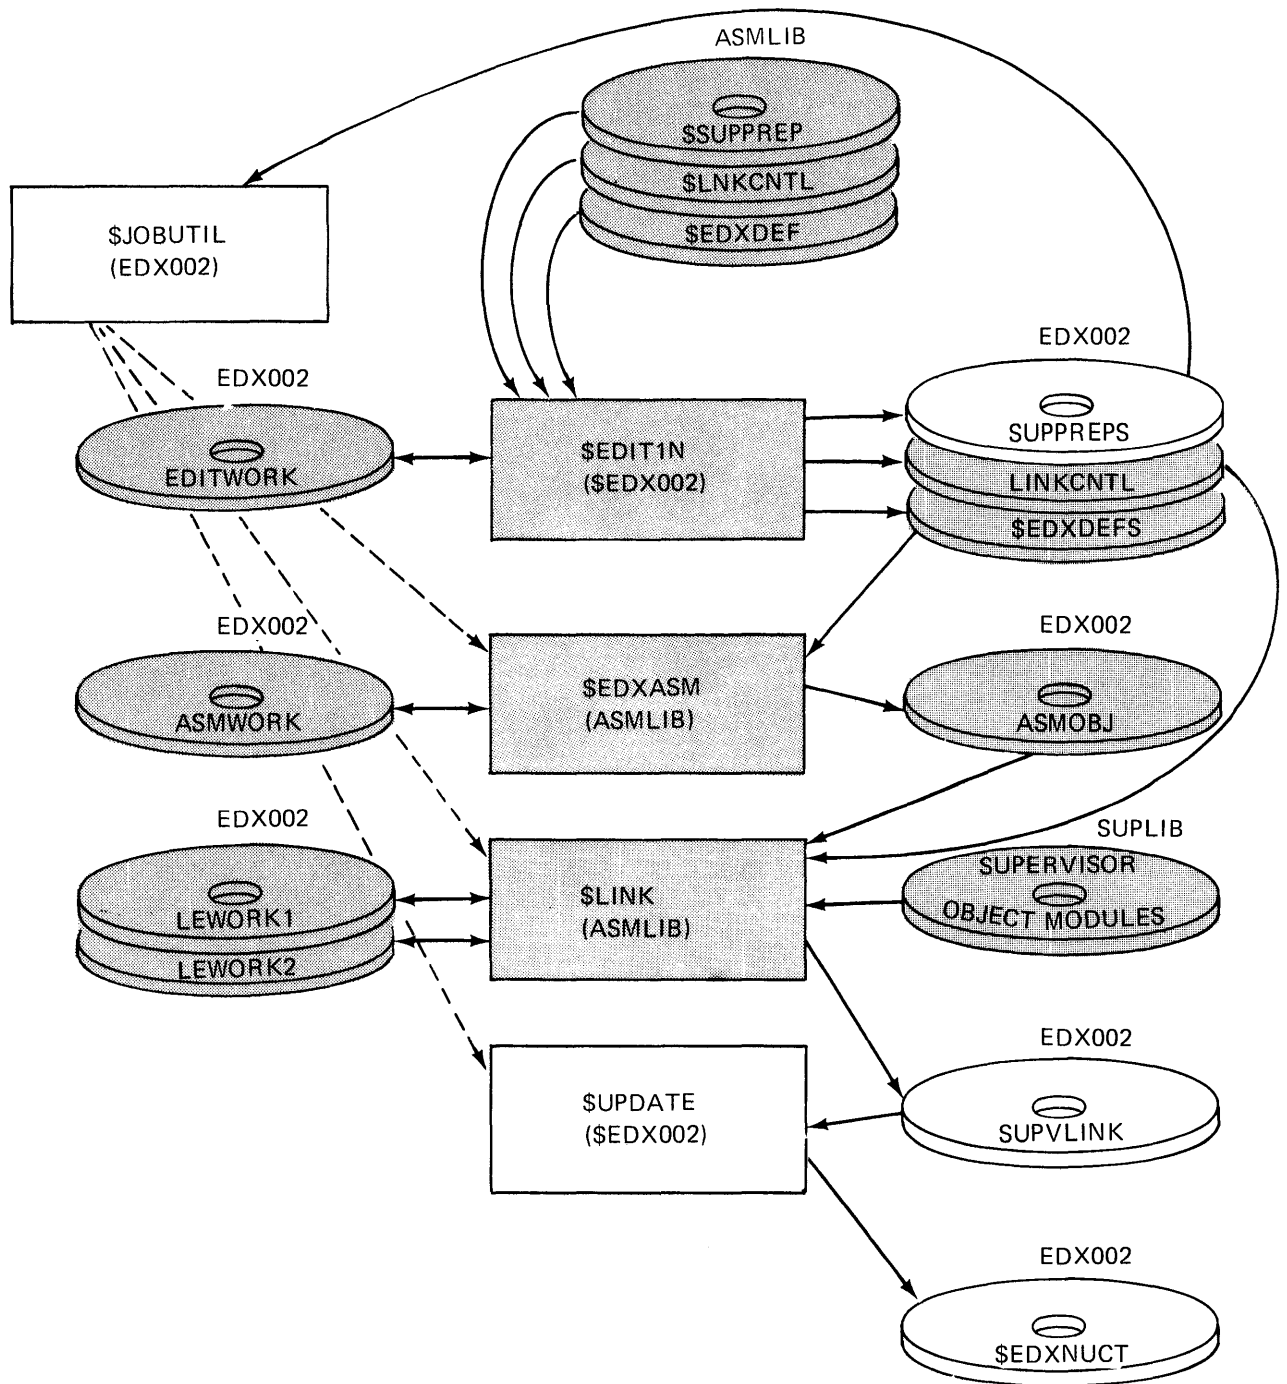 ASMLIB
$SUPPREP
$LNKCNTL
$EDXDEF
$JOBUTIL
(EDX002)
EDX002
EDITWORK
$EDIT1N
($EDX002)
EDX002
SUPPREPS
LINKCNTL
$EDXDEFS
EDX002
ASMWORK
$EDXASM
(ASMLIB)
EDX002
ASMOBJ
EDX002
LEWORK1
LEWORK2
$LINK
(ASMLIB)
SUPLIB
SUPERVISOR
OBJECT MODULES
$UPDATE
($EDX002)
EDX002
SUPVLINK
EDX002
$EDXNUCT